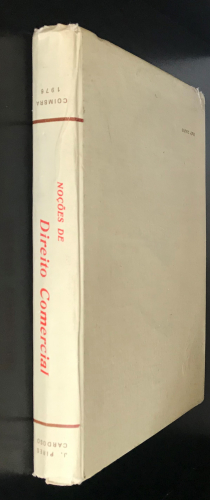 J. PIRES
CARDOSO
NOÇÕES DE
Direito Comercial
COIMBRA
1979